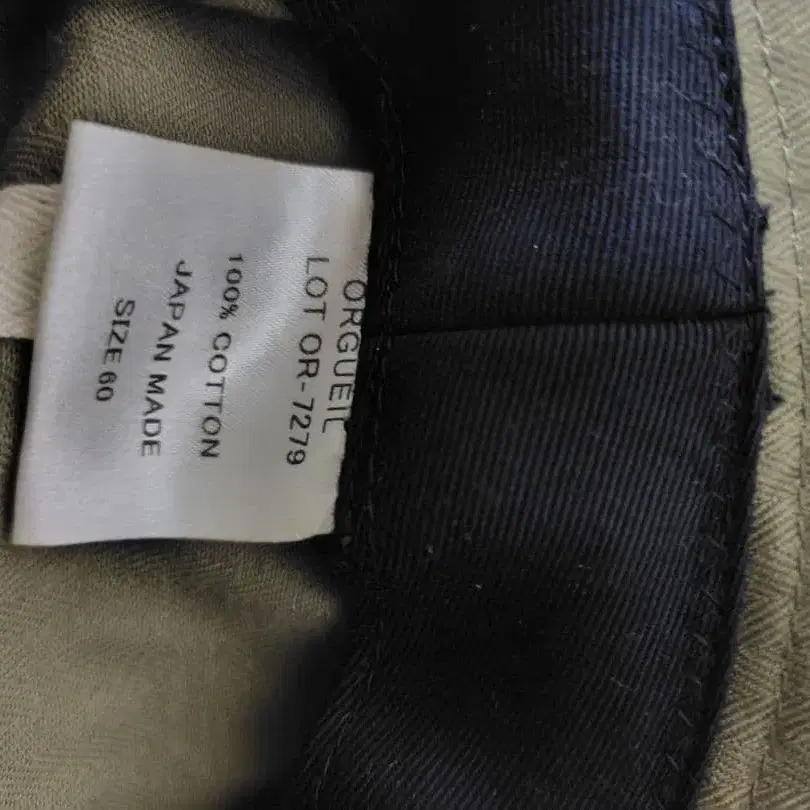 ORGUEIL
LOT OR-7279
100% COTTON
JAPAN MADE
SIZE 60